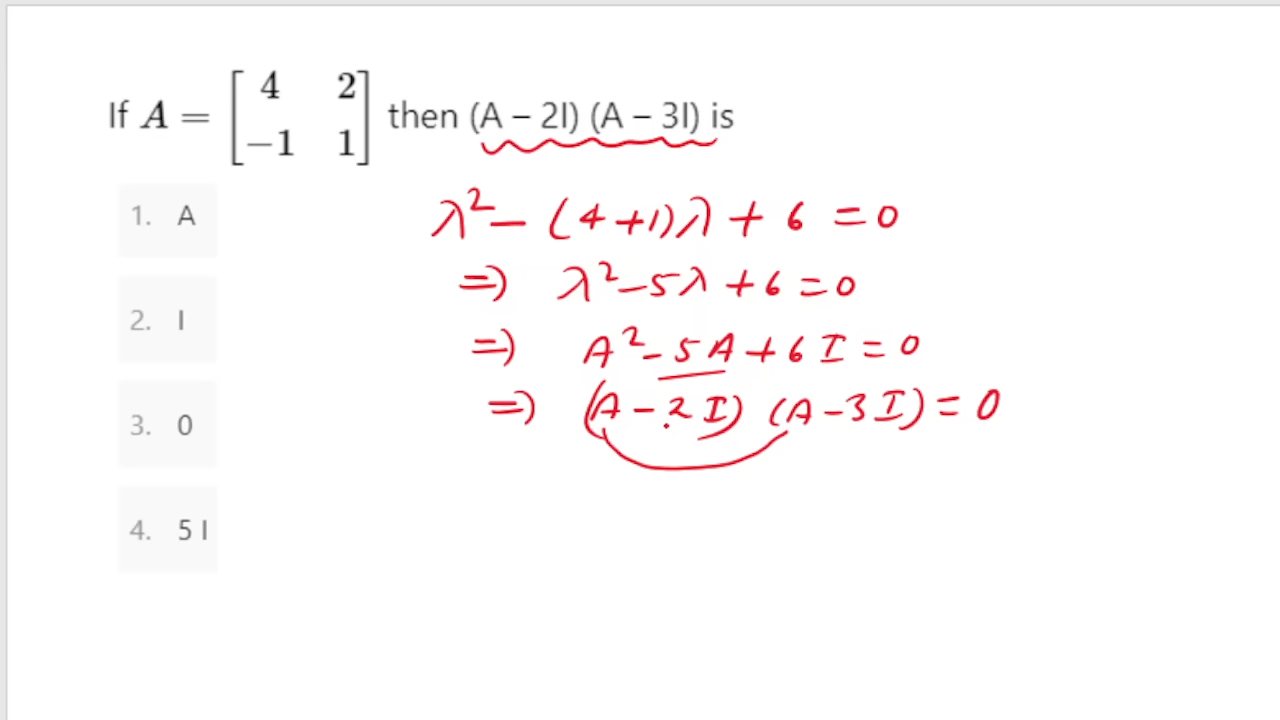 If A = [4 2; −1 1] then (A – 2I) (A – 3I) is
1. A
2. I
3. 0
4. 5 I
λ² – (4+1)λ + 6 = 0
⇒ λ² – 5λ + 6 = 0
⇒ A² – 5A + 6I = 0
⇒ (A – 2I) (A – 3I) = 0